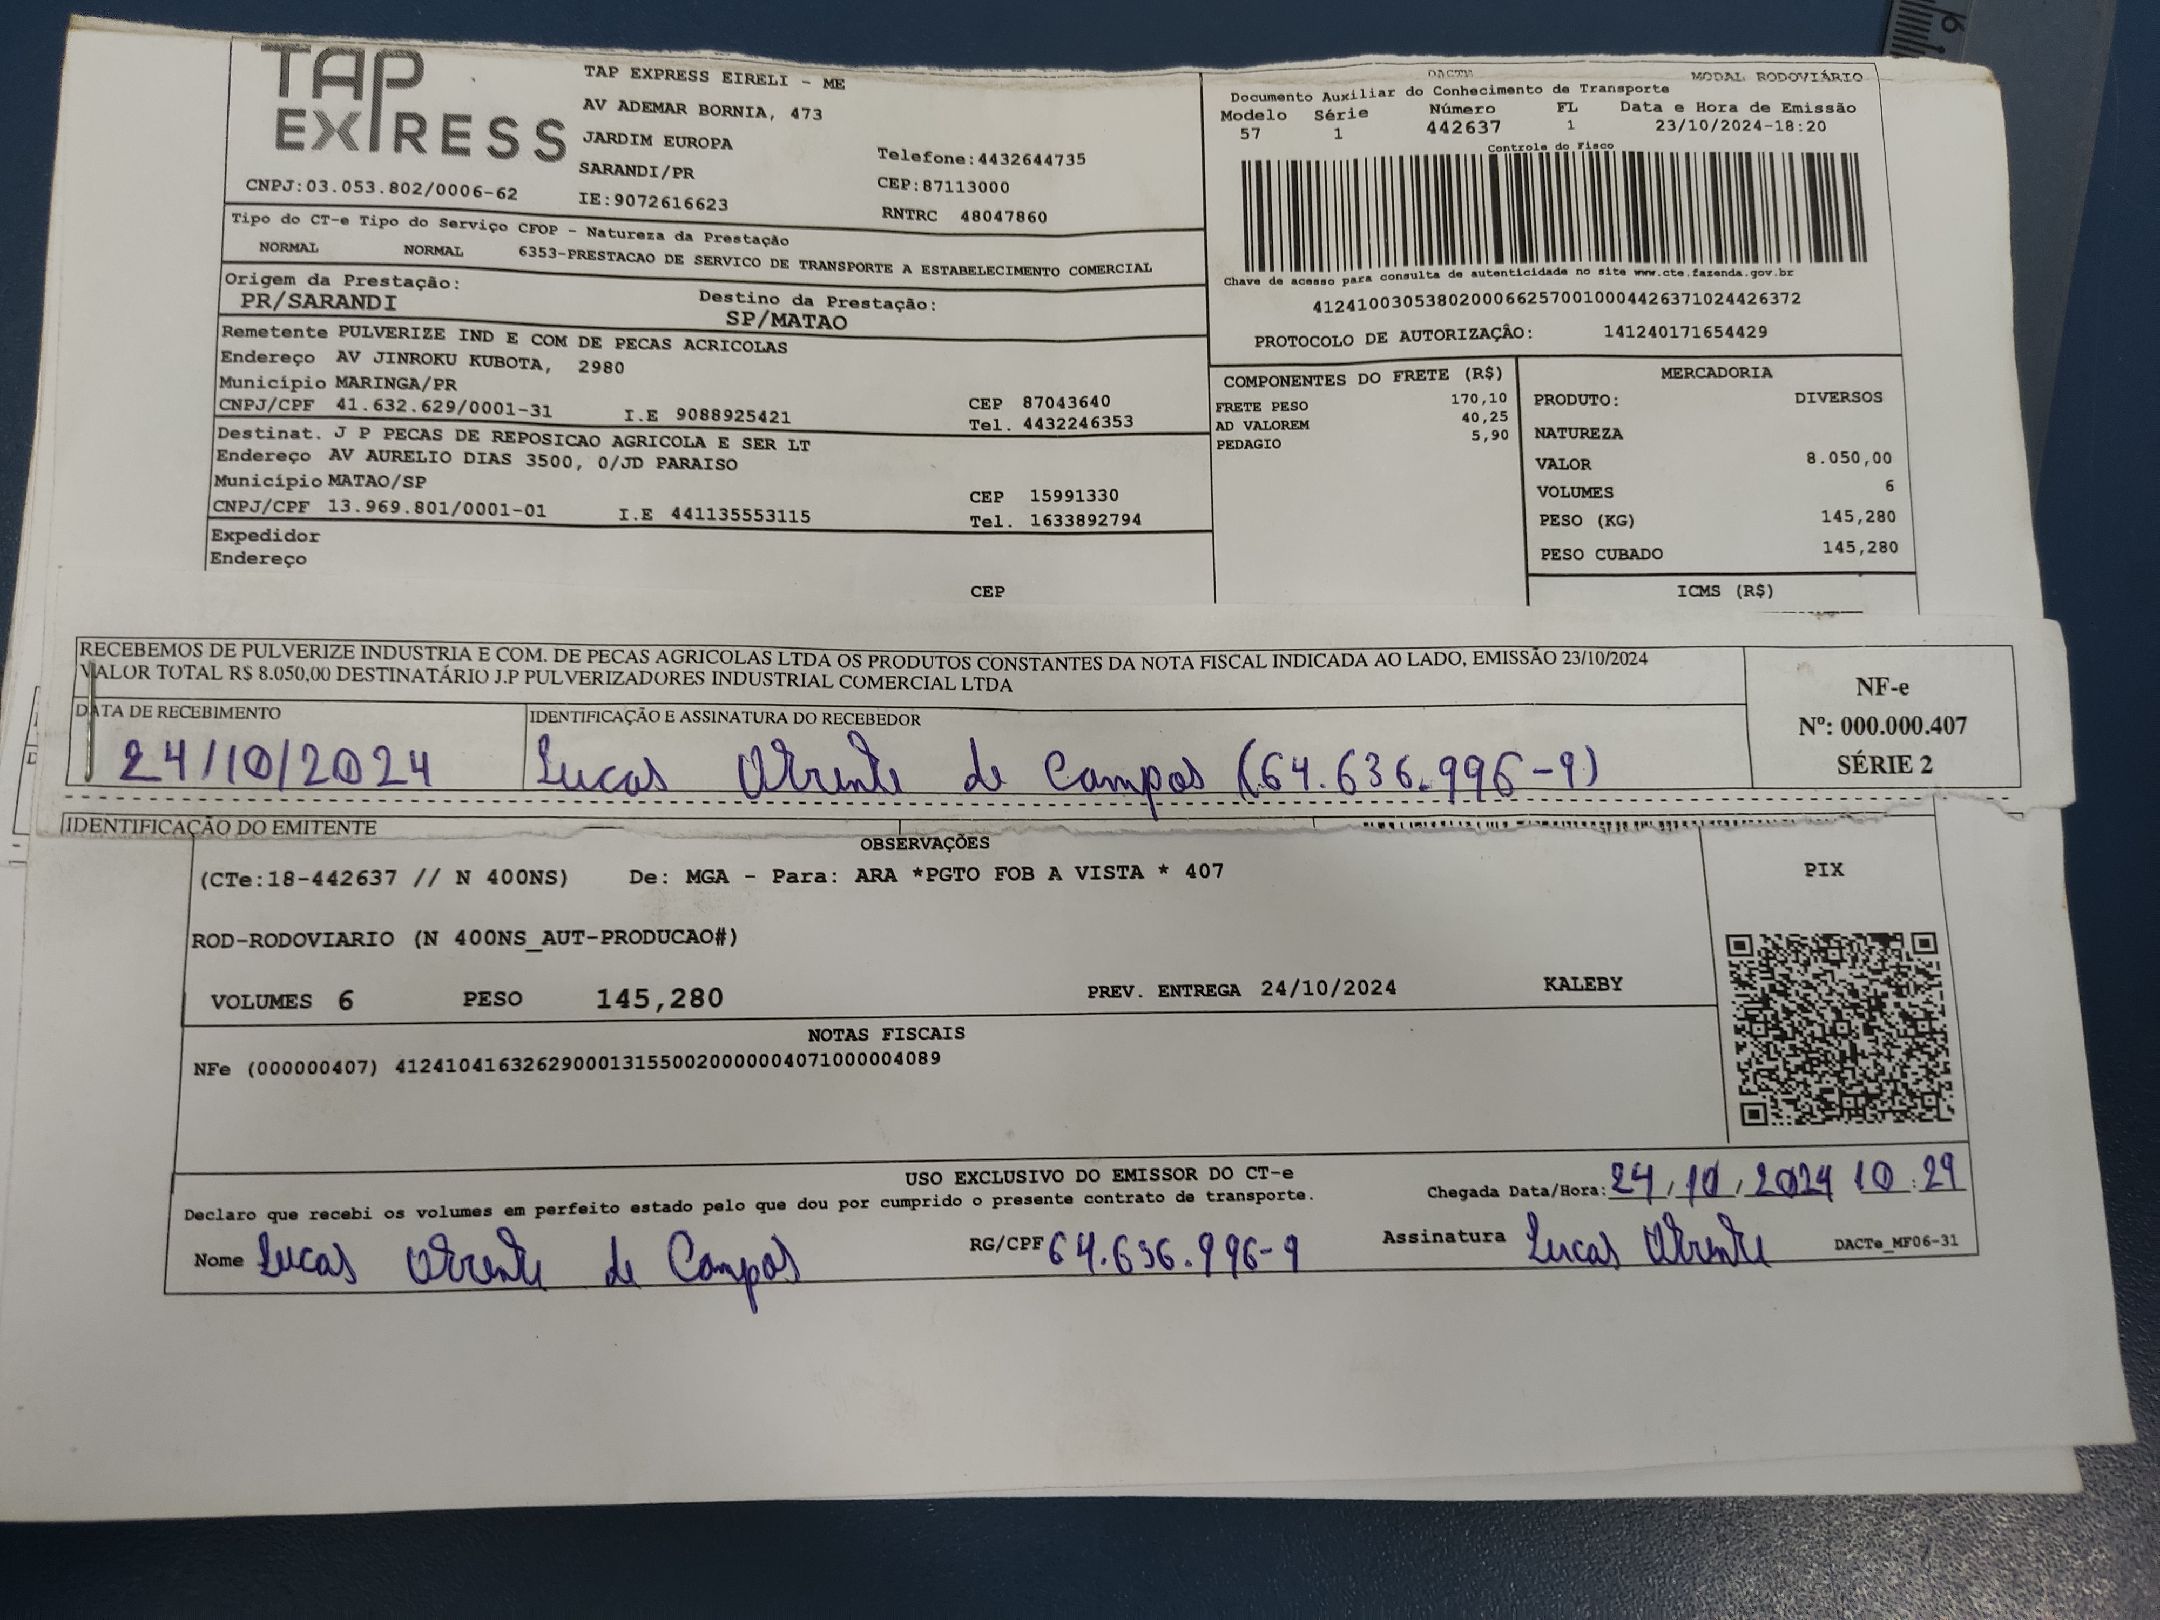 TAP EXPRESS
TAP EXPRESS EIRELI - ME
AV ADEMAR BORNIA, 473
JARDIM EUROPA
SARANDI/PR
IE:9072616623
CNPJ:03.053.802/0006-62
Telefone:4432644735
CEP:87113000
RNTRC 48047860
DACTE MODAL RODOVIÁRIO
Documento Auxiliar do Conhecimento de Transporte
Modelo Série Número FL Data e Hora de Emissão
57 1 442637 1 23/10/2024-18:20
Controle do Fisco
Chave de acesso para consulta de autenticidade no site www.cte.fazenda.gov.br
41241003053802000662570010004426371024426372
PROTOCOLO DE AUTORIZAÇÃO: 141240171654429
Tipo do CT-e Tipo do Serviço CFOP - Natureza da Prestação
NORMAL NORMAL 6353-PRESTACAO DE SERVICO DE TRANSPORTE A ESTABELECIMENTO COMERCIAL
Origem da Prestação: Destino da Prestação:
PR/SARANDI SP/MATAO
Remetente PULVERIZE IND E COM DE PECAS ACRICOLAS
Endereço AV JINROKU KUBOTA, 2980
Município MARINGA/PR CEP 87043640
CNPJ/CPF 41.632.629/0001-31 I.E 9088925421 Tel. 4432246353
Destinat. J P PECAS DE REPOSICAO AGRICOLA E SER LT
Endereço AV AURELIO DIAS 3500, 0/JD PARAISO
Município MATAO/SP CEP 15991330
CNPJ/CPF 13.969.801/0001-01 I.E 441135553115 Tel. 1633892794
Expedidor
Endereço
CEP
COMPONENTES DO FRETE (R$)
FRETE PESO 170,10
AD VALOREM 40,25
PEDAGIO 5,90
MERCADORIA
PRODUTO: DIVERSOS
NATUREZA
VALOR 8.050,00
VOLUMES 6
PESO (KG) 145,280
PESO CUBADO 145,280
ICMS (R$)
RECEBEMOS DE PULVERIZE INDUSTRIA E COM. DE PECAS AGRICOLAS LTDA OS PRODUTOS CONSTANTES DA NOTA FISCAL INDICADA AO LADO, EMISSÃO 23/10/2024
VALOR TOTAL R$ 8.050,00 DESTINATÁRIO J.P PULVERIZADORES INDUSTRIAL COMERCIAL LTDA
DATA DE RECEBIMENTO IDENTIFICAÇÃO E ASSINATURA DO RECEBEDOR
24/10/2024 Lucas de Campos (64.636.996-9)
NF-e
Nº: 000.000.407
SÉRIE 2
IDENTIFICAÇÃO DO EMITENTE
OBSERVAÇÕES
(CTe:18-442637 // N 400NS) De: MGA - Para: ARA *PGTO FOB A VISTA * 407
ROD-RODOVIARIO (N 400NS_AUT-PRODUCAO#)
VOLUMES 6 PESO 145,280 PREV. ENTREGA 24/10/2024 KALEBY
PIX
NOTAS FISCAIS
NFe (000000407) 41241041632629000131550020000004071000004089
USO EXCLUSIVO DO EMISSOR DO CT-e
Declaro que recebi os volumes em perfeito estado pelo que dou por cumprido o presente contrato de transporte. Chegada Data/Hora: 24/10/2024 10:29
Nome Lucas de Campos RG/CPF 64.636.996-9 Assinatura Lucas DACTe_MF06-31